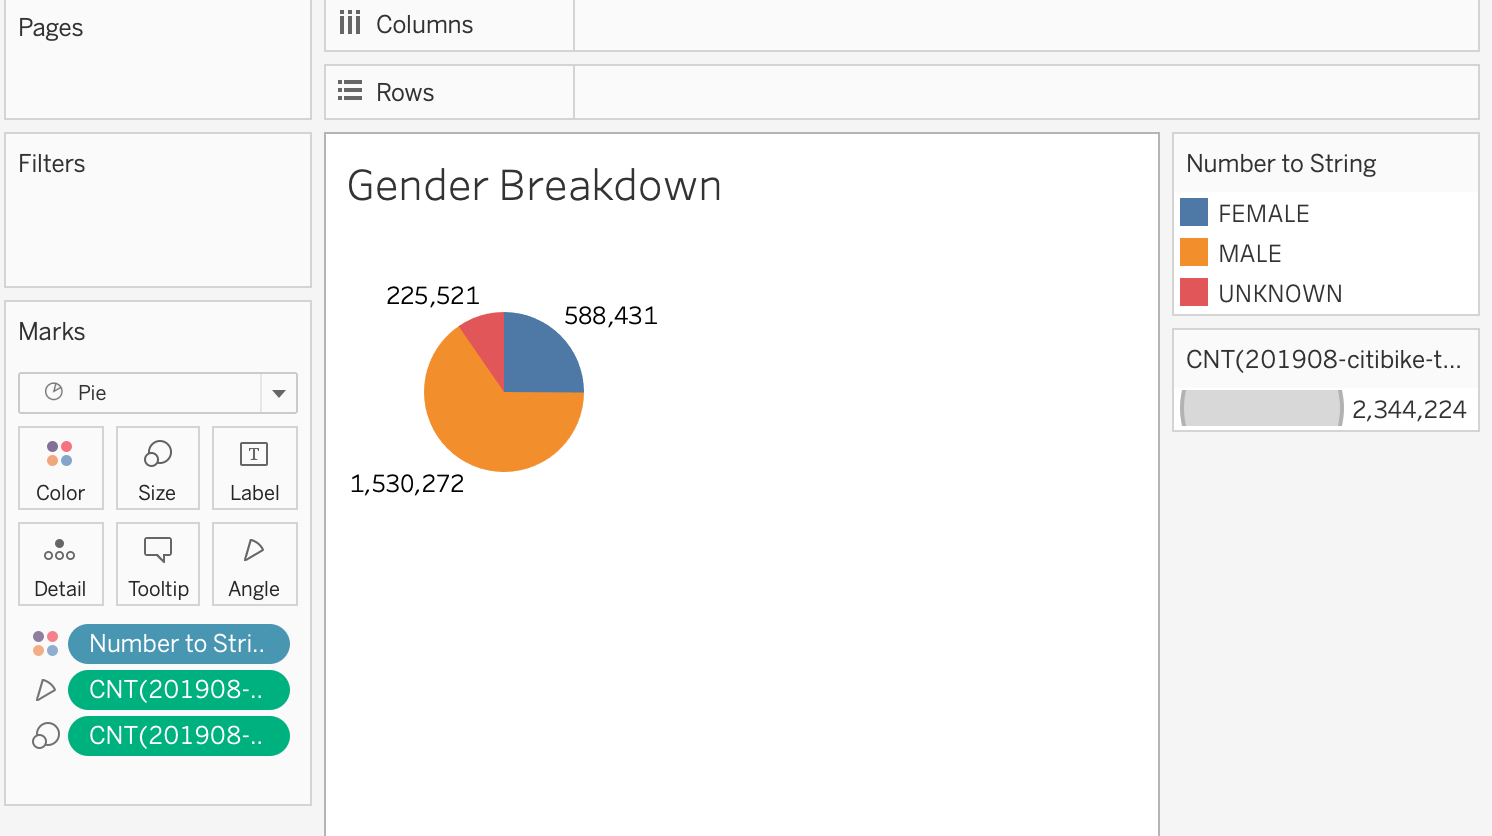 Pages
Columns
Rows
Filters
Marks
Pie
Color
Size
T
Label
Detail
Tooltip
Angle
Number to Stri..
CNT(201908-..
CNT(201908-..
Gender Breakdown
225,521
588,431
1,530,272
Number to String
FEMALE
MALE
UNKNOWN
CNT(201908-citibike-t...
2,344,224